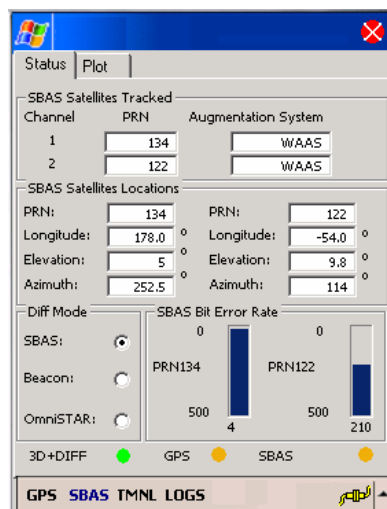 Status Plot
SBAS Satellites Tracked
Channel PRN Augmentation System
1 134 WAAS
2 122 WAAS
SBAS Satellites Locations
PRN: 134 PRN: 122
Longitude: 178.0 ° Longitude: -54.0 °
Elevation: 5 ° Elevation: 9.8 °
Azimuth: 252.5 ° Azimuth: 114 °
Diff Mode SBAS Bit Error Rate
SBAS: 0 0
Beacon: PRN134 PRN122
OmniSTAR: 500 500
4 210
3D+DIFF GPS SBAS
GPS SBAS TMNL LOGS